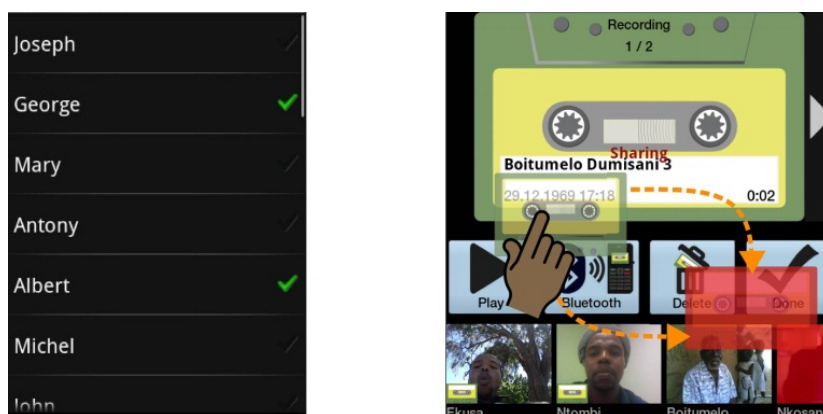 Joseph
George
Mary
Antony
Albert
Michel
John
Recording
1 / 2
Sharing
Boitumelo Dumisani 3
29.12.1969 17:18
0:02
Play
Bluetooth
Delete
Done
Ekusa
Ntombi
Boitumelo
Nkosan